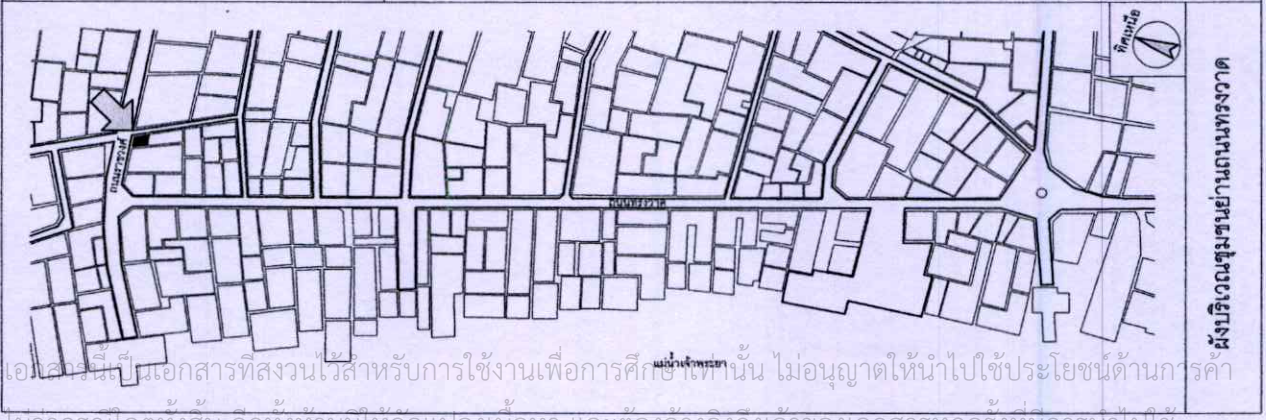 ทิศเหนือ
ผังบริเวณชุมชนย่านถนนทรงวาด
ถนนราชวงศ์
ถนนทรงวาด
แม่น้ำเจ้าพระยา
เอกสารนี้เป็นเอกสารที่สงวนไว้สำหรับการใช้งานเพื่อการศึกษาเท่านั้น ไม่อนุญาตให้นำไปใช้ประโยชน์ด้านการค้า